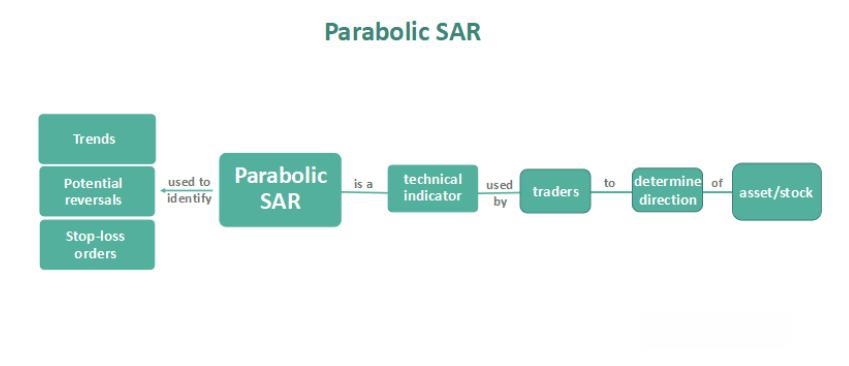 Parabolic SAR
Trends
Potential
reversals
Stop-loss
orders
used to
identify
Parabolic
SAR
is a
technical
indicator
used
by
traders
to
determine
direction
of
asset/stock